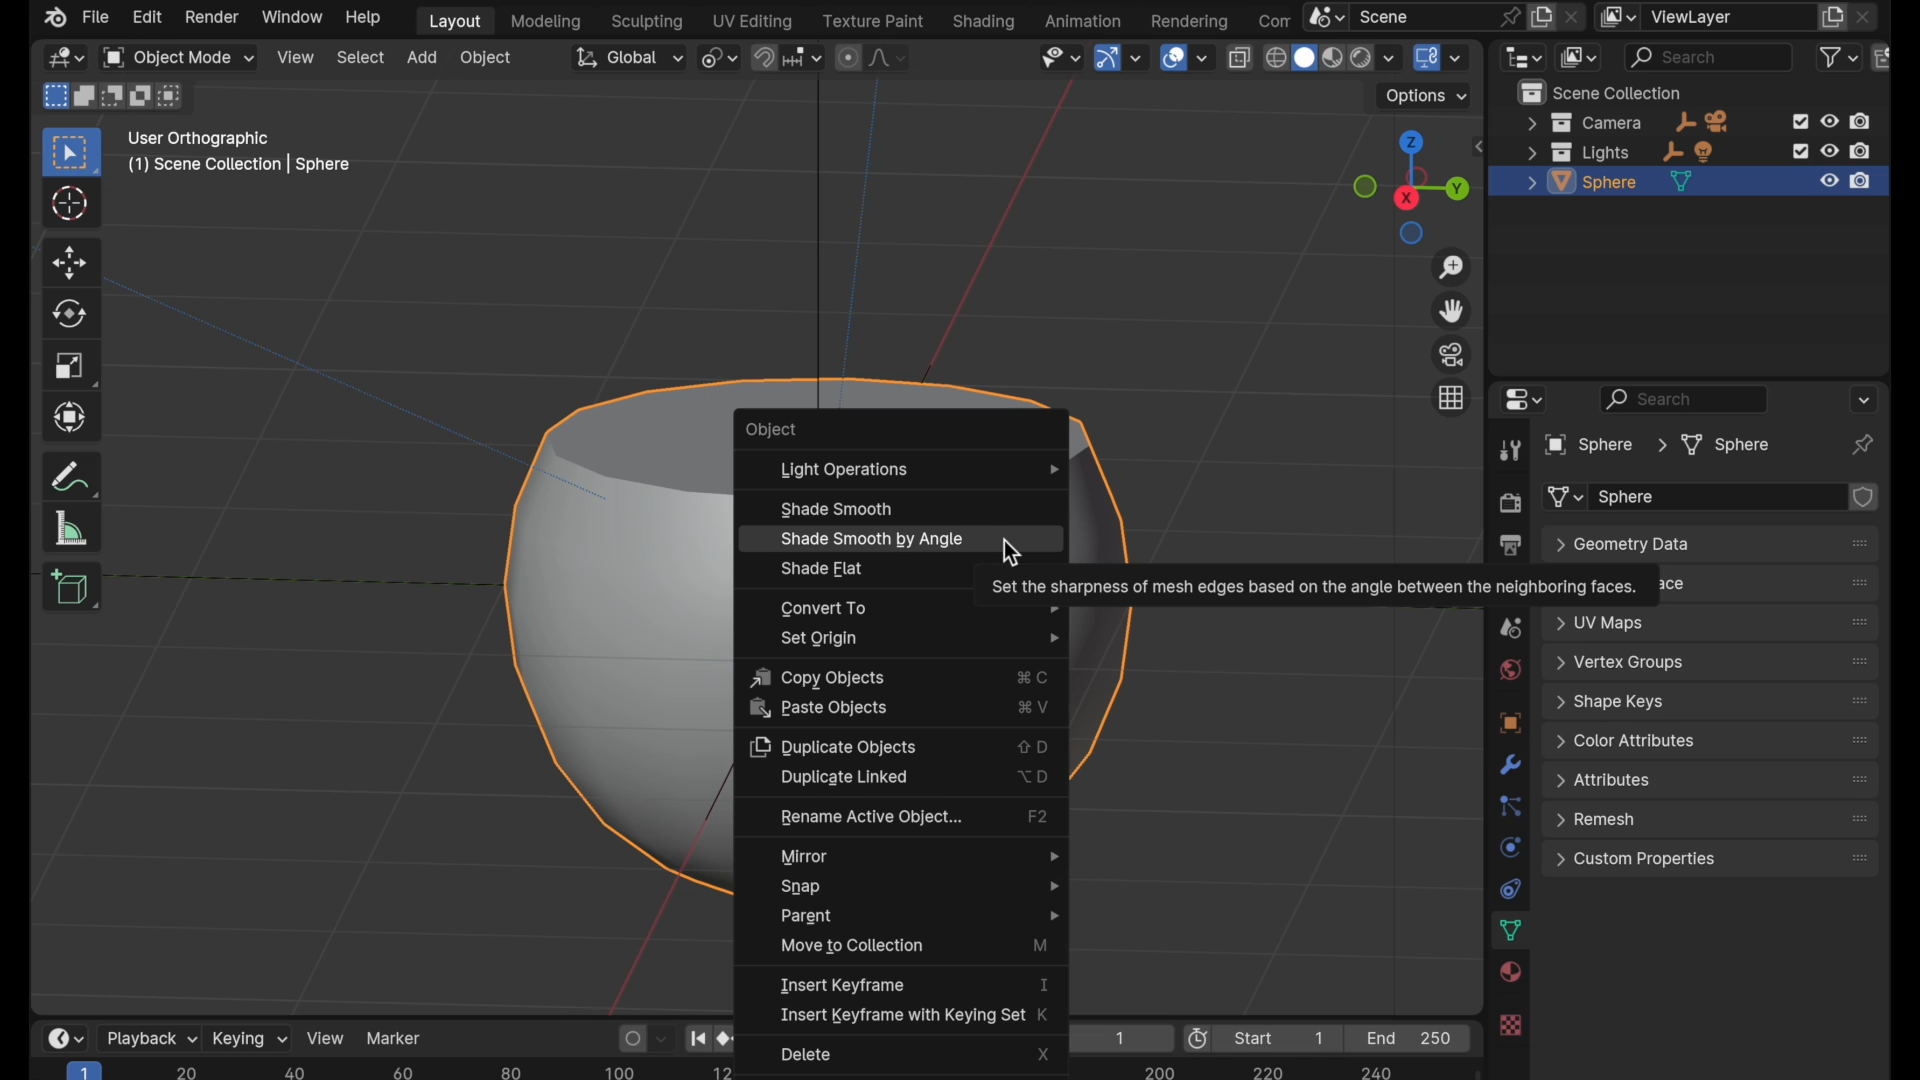 File Edit Render Window Help Layout Modeling Sculpting UV Editing Texture Paint Shading Animation Rendering Com Scene ViewLayer
Object Mode View Select Add Object Global Search
Options
User Orthographic
(1) Scene Collection | Sphere
Z
Y
X
Scene Collection
Camera
Lights
Sphere
Search
Sphere Sphere
Sphere
Geometry Data
ace
UV Maps
Vertex Groups
Shape Keys
Color Attributes
Attributes
Remesh
Custom Properties
Object
Light Operations
Shade Smooth
Shade Smooth by Angle
Shade Flat
Set the sharpness of mesh edges based on the angle between the neighboring faces.
Convert To
Set Origin
Copy Objects ⌘ C
Paste Objects ⌘ V
Duplicate Objects ⇧ D
Duplicate Linked ⌥ D
Rename Active Object... F2
Mirror
Snap
Parent
Move to Collection M
Insert Keyframe I
Insert Keyframe with Keying Set K
Delete X
Playback Keying View Marker 1 Start 1 End 250
1 20 40 60 80 100 12 200 220 240